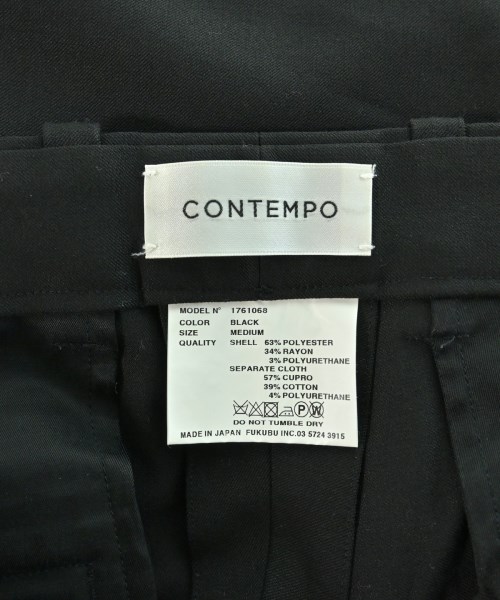 CONTEMPO
MODEL N° 1761068
COLOR BLACK
SIZE MEDIUM
QUALITY SHELL 63% POLYESTER
34% RAYON
3% POLYURETHANE
SEPARATE CLOTH
57% CUPRO
39% COTTON
4% POLYURETHANE
P W
DO NOT TUMBLE DRY
MADE IN JAPAN FUKUBU INC.03 5724 3915